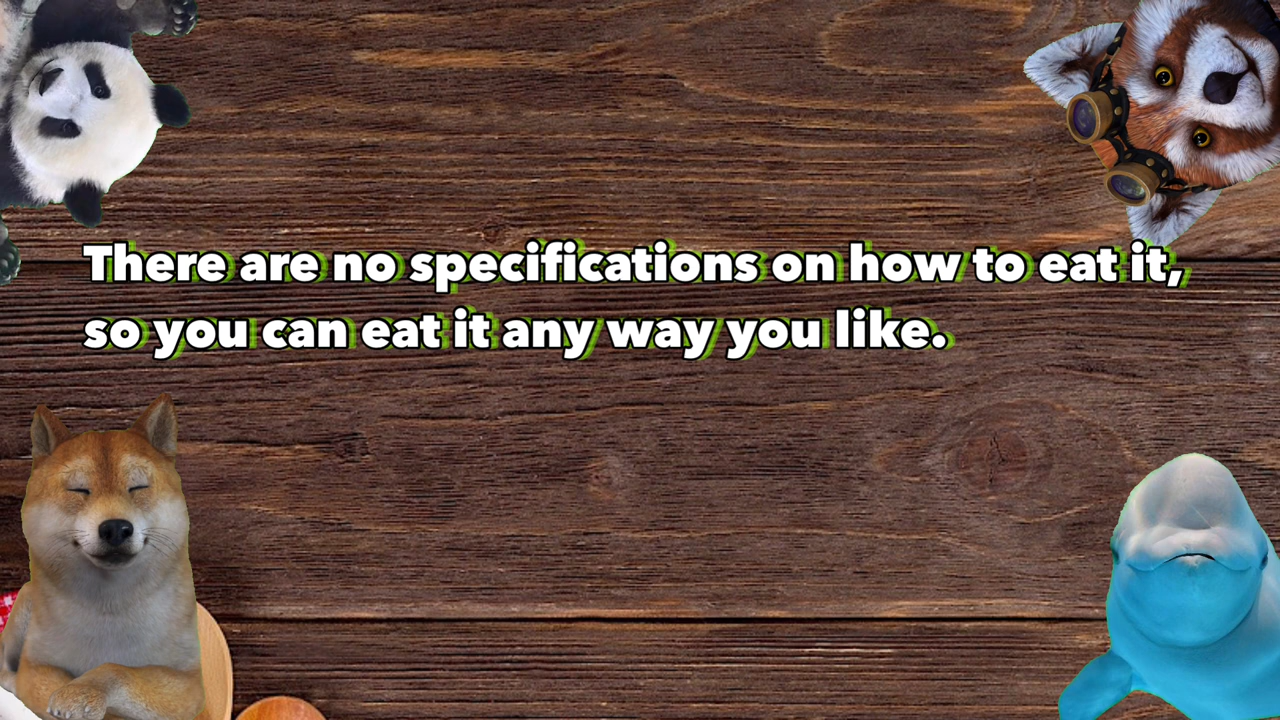 There are no specifications on how to eat it,
so you can eat it any way you like.